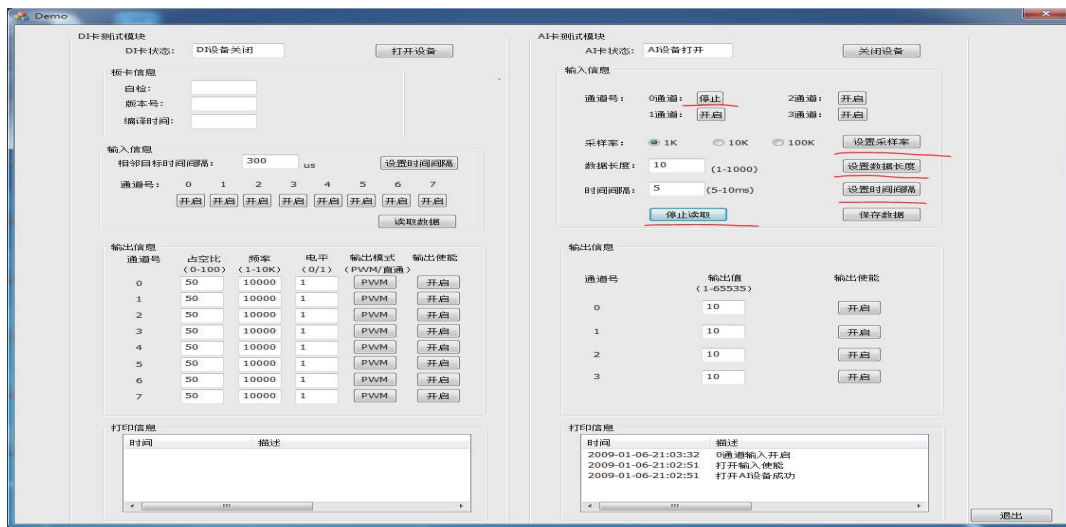 Demo
DI卡测试模块
DI卡状态: DI设备关闭 打开设备
板卡信息
自检:
版本号:
编译时间:
输入信息
相邻目标时间间隔: 300 us 设置时间间隔
通道号: 0 1 2 3 4 5 6 7
开启 开启 开启 开启 开启 开启 开启 开启
读取数据
输出信息
通道号 占空比 频率 电平 输出模式 输出使能
(0-100) (1-10K) (0/1) (PWM/直通)
0 50 10000 1 PWM 开启
1 50 10000 1 PWM 开启
2 50 10000 1 PWM 开启
3 50 10000 1 PWM 开启
4 50 10000 1 PWM 开启
5 50 10000 1 PWM 开启
6 50 10000 1 PWM 开启
7 50 10000 1 PWM 开启
打印信息
时间 描述
AI卡测试模块
AI卡状态: AI设备打开 关闭设备
输入信息
通道号: 0通道: 停止 2通道: 开启
1通道: 开启 3通道: 开启
采样率: 1K 10K 100K 设置采样率
数据长度: 10 (1-1000) 设置数据长度
时间间隔: 5 (5-10ms) 设置时间间隔
停止读取 保存数据
输出信息
通道号 输出值 输出使能
(1-65535)
0 10 开启
1 10 开启
2 10 开启
3 10 开启
打印信息
时间 描述
2009-01-06-21:03:32 0通道输入开启
2009-01-06-21:02:51 打开输入使能
2009-01-06-21:02:51 打开AI设备成功
退出